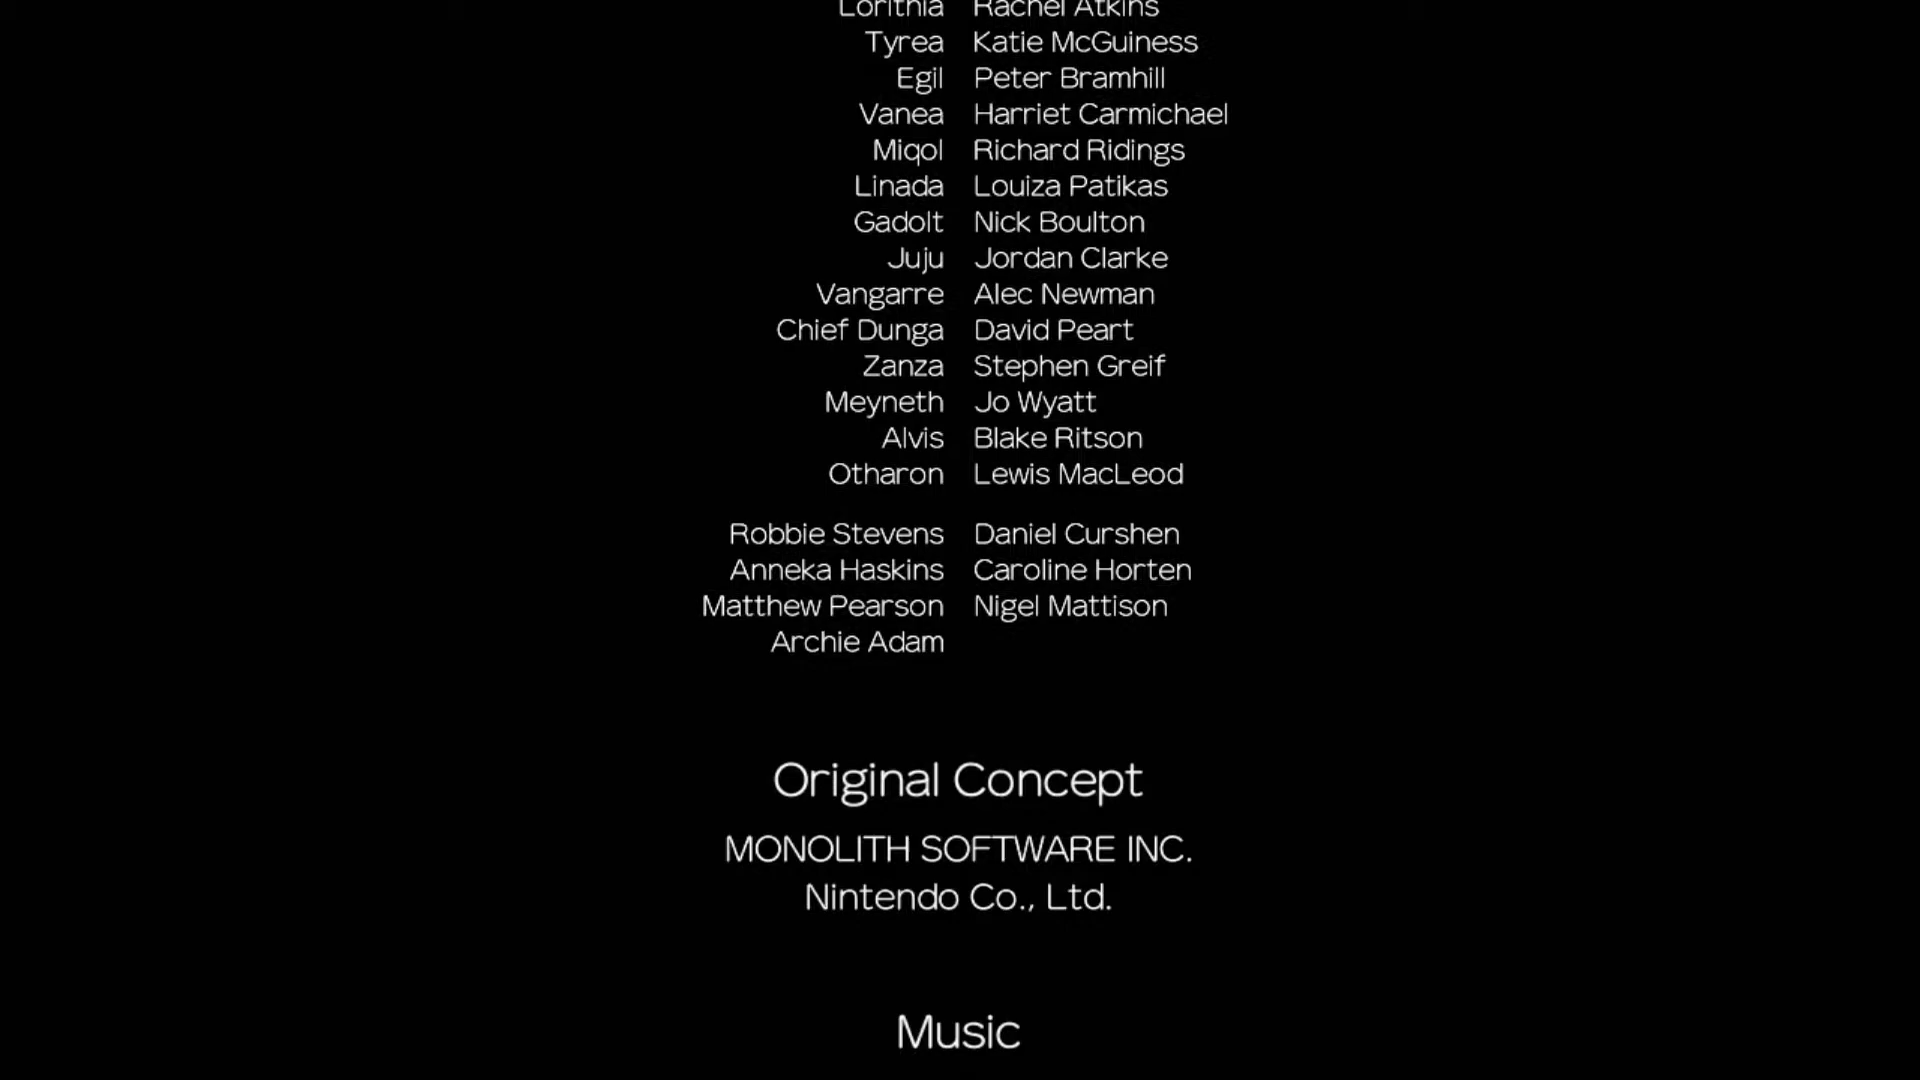 Lorithia Rachel Atkins
Tyrea Katie McGuiness
Egil Peter Bramhill
Vanea Harriet Carmichael
Miqol Richard Ridings
Linada Louiza Patikas
Gadolt Nick Boulton
Juju Jordan Clarke
Vangarre Alec Newman
Chief Dunga David Peart
Zanza Stephen Greif
Meyneth Jo Wyatt
Alvis Blake Ritson
Otharon Lewis MacLeod
Robbie Stevens Daniel Curshen
Anneka Haskins Caroline Horten
Matthew Pearson Nigel Mattison
Archie Adam
Original Concept
MONOLITH SOFTWARE INC.
Nintendo Co., Ltd.
Music